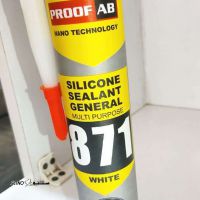 PROOF AB
NANO TECHNOLOGY
SILICONE
SEALANT
GENERAL
MULTI PURPOSE
871
WHITE